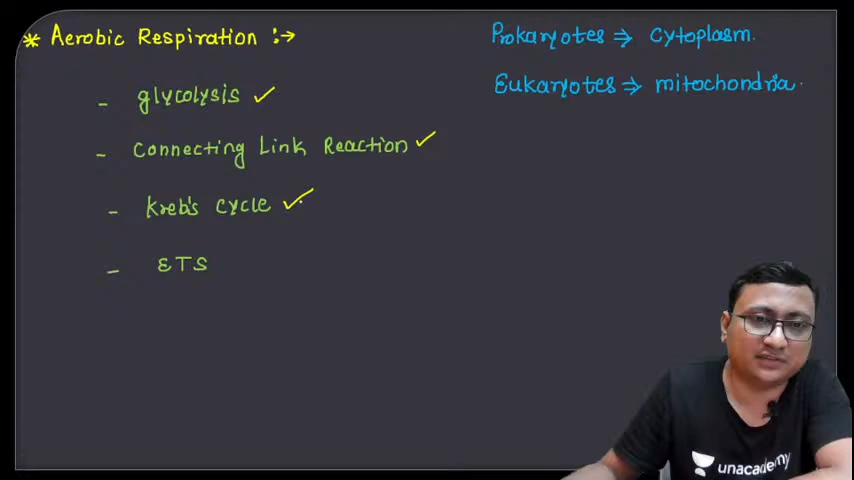 * Aerobic Respiration :→
Prokaryotes ⇒ cytoplasm.
Eukaryotes ⇒ mitochondria.
- glycolysis ✓
- Connecting Link Reaction ✓
- Kreb's cycle ✓
- ETS
unacademy